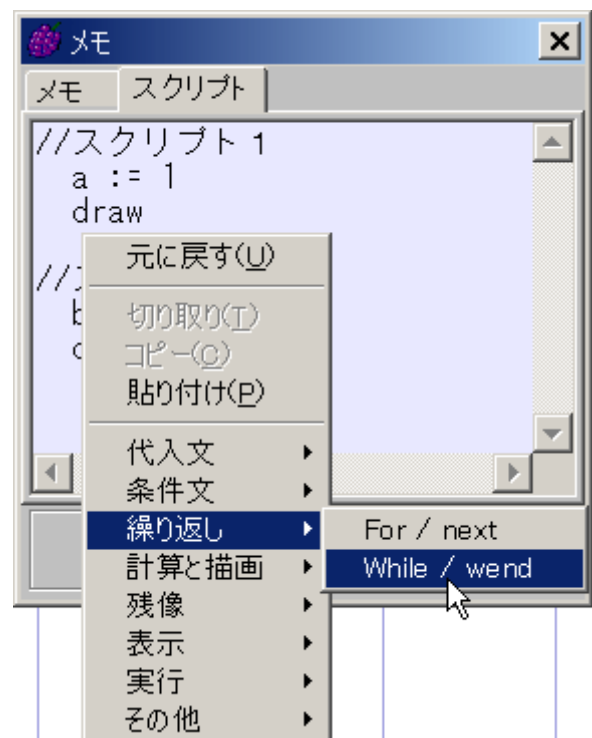 メモ
メモ スクリプト
//スクリプト 1
a := 1
draw
//
元に戻す(U)
切り取り(T)
コピー(C)
貼り付け(P)
代入文
条件文
繰り返し
For / next
While / wend
計算と描画
残像
表示
実行
その他